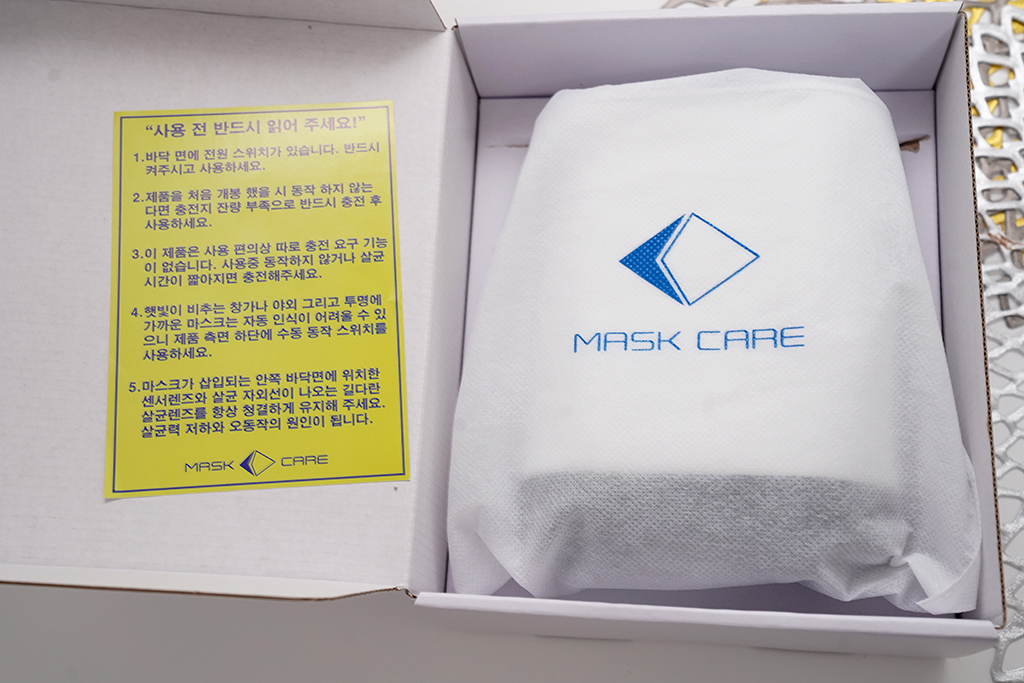 “사용 전 반드시 읽어 주세요!”
1.바닥 면에 전원 스위치가 있습니다. 반드시
켜주시고 사용하세요.
2.제품을 처음 개봉 했을 시 동작 하지 않는
다면 충전지 잔량 부족으로 반드시 충전 후
사용하세요.
3.이 제품은 사용 편의상 따로 충전 요구 기능
이 없습니다. 사용중 동작하지 않거나 살균
시간이 짧아지면 충전해주세요.
4.햇빛이 비추는 창가나 야외 그리고 투명에
가까운 마스크는 자동 인식이 어려울 수 있
으니 제품 측면 하단에 수동 동작 스위치를
사용하세요.
5.마스크가 삽입되는 안쪽 바닥면에 위치한
센서렌즈와 살균 자외선이 나오는 길다란
살균렌즈를 항상 청결하게 유지해 주세요.
살균력 저하와 오동작의 원인이 됩니다.
MASK CARE
MASK CARE